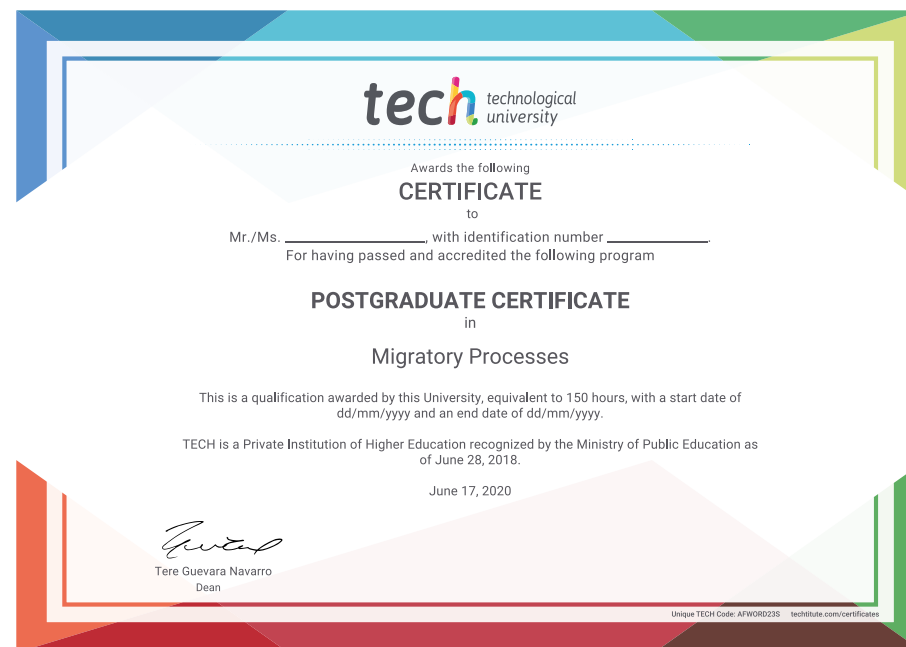 tech technological
university
Awards the following
CERTIFICATE
to
Mr./Ms. ____________________, with identification number ______________.
For having passed and accredited the following program
POSTGRADUATE CERTIFICATE
in
Migratory Processes
This is a qualification awarded by this University, equivalent to 150 hours, with a start date of
dd/mm/yyyy and an end date of dd/mm/yyyy.
TECH is a Private Institution of Higher Education recognized by the Ministry of Public Education as
of June 28, 2018.
June 17, 2020
Tere Guevara Navarro
Dean
Unique TECH Code: AFWORD23S techtitute.com/certificates